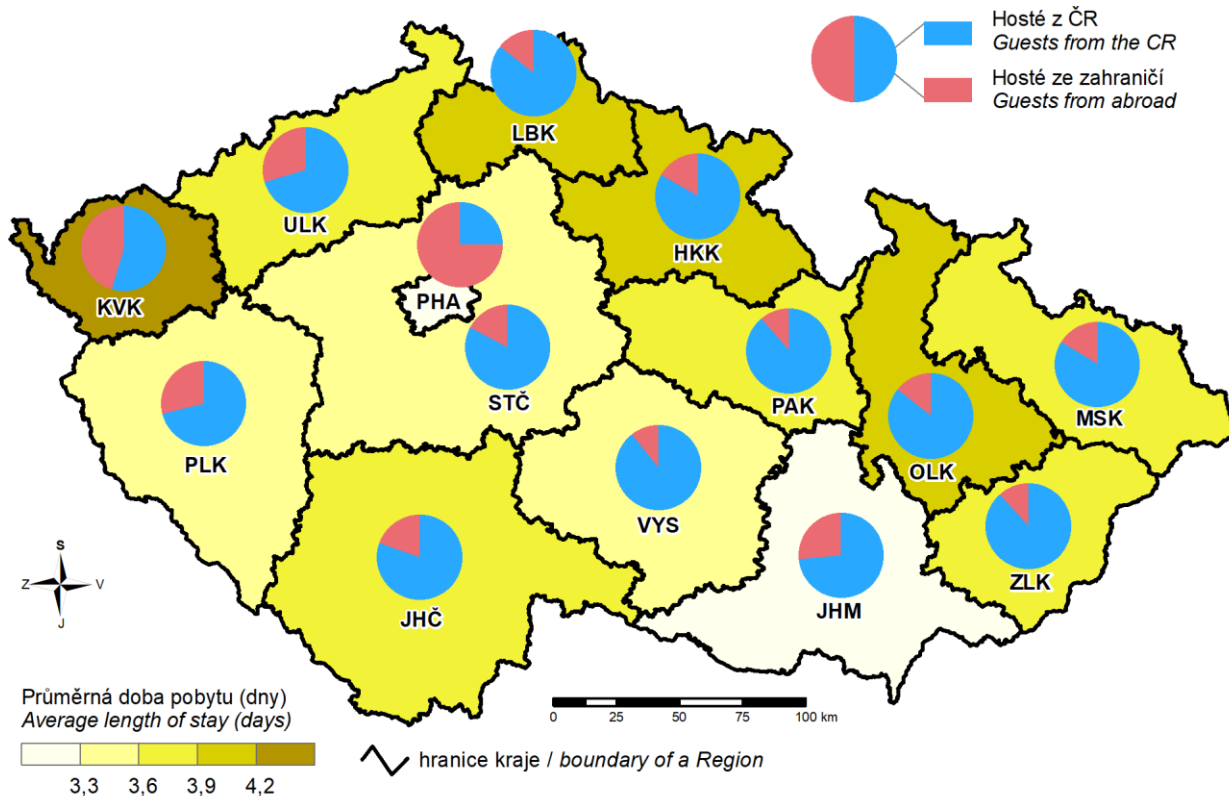 Hosté z ČR
Guests from the CR
Hosté ze zahraničí
Guests from abroad
LBK
ULK
HKK
KVK
PHA
STČ
PAK
MSK
PLK
OLK
VYS
ZLK
JHČ
JHM
S
Z V
J
Průměrná doba pobytu (dny)
Average length of stay (days)
3,3 3,6 3,9 4,2
0 25 50 75 100 km
hranice kraje / boundary of a Region